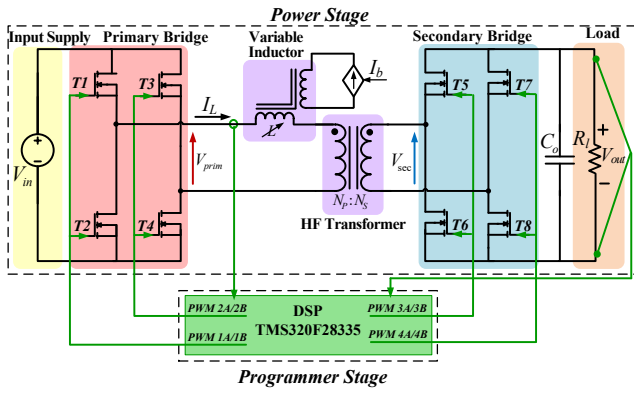 Power Stage
Input Supply
Primary Bridge
Variable
Inductor
Secondary Bridge
Load
T1
T3
I_b
T5
T7
I_L
L
V_in
V_prim
V_sec
C_o
R_l
+
V_out
−
T2
T4
N_P:N_S
HF Transformer
T6
T8
PWM 2A/2B
DSP
PWM 3A/3B
TMS320F28335
PWM 1A/1B
PWM 4A/4B
Programmer Stage